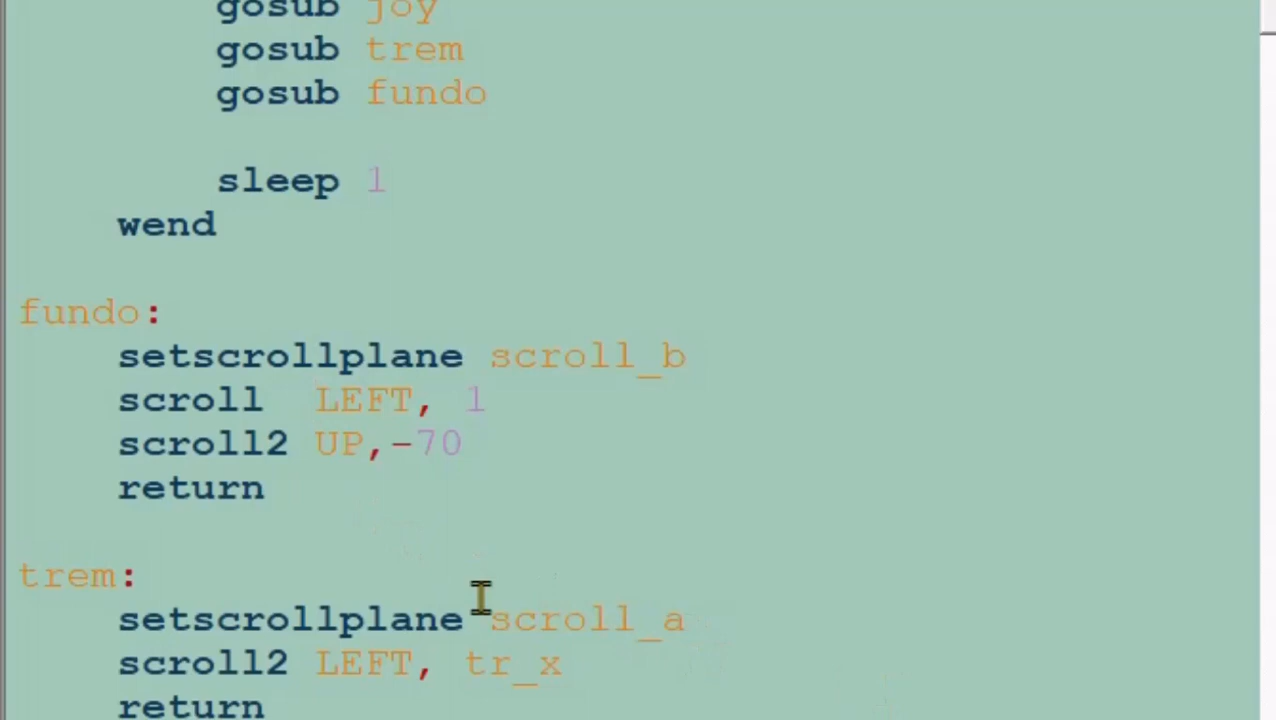 gosub joy
gosub trem
gosub fundo
sleep 1
wend
fundo:
setscrollplane scroll_b
scroll  LEFT, 1
scroll2 UP,-70
return
trem:
setscrollplane scroll_a
scroll2 LEFT, tr_x
return